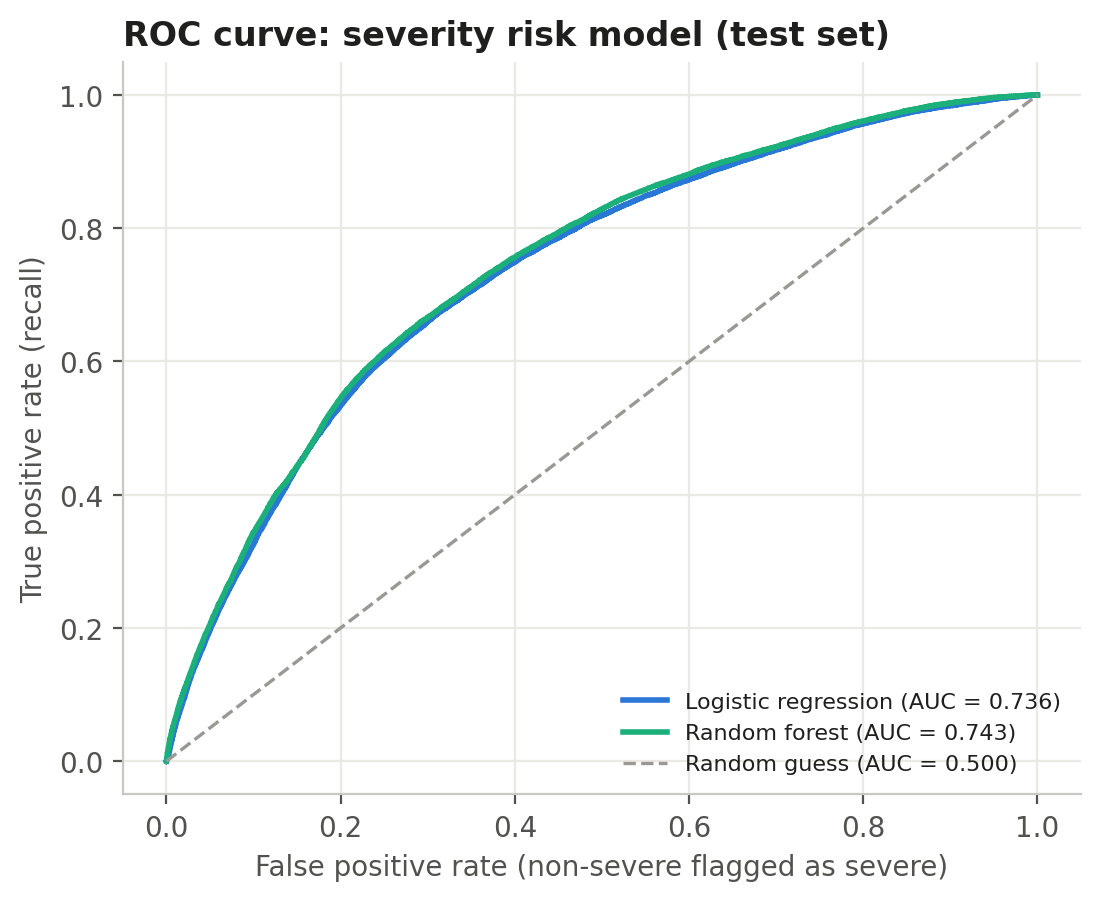 ROC curve: severity risk model (test set)
True positive rate (recall)
1.0
0.8
0.6
0.4
0.2
0.0
Logistic regression (AUC = 0.736)
Random forest (AUC = 0.743)
Random guess (AUC = 0.500)
0.0 0.2 0.4 0.6 0.8 1.0
False positive rate (non-severe flagged as severe)